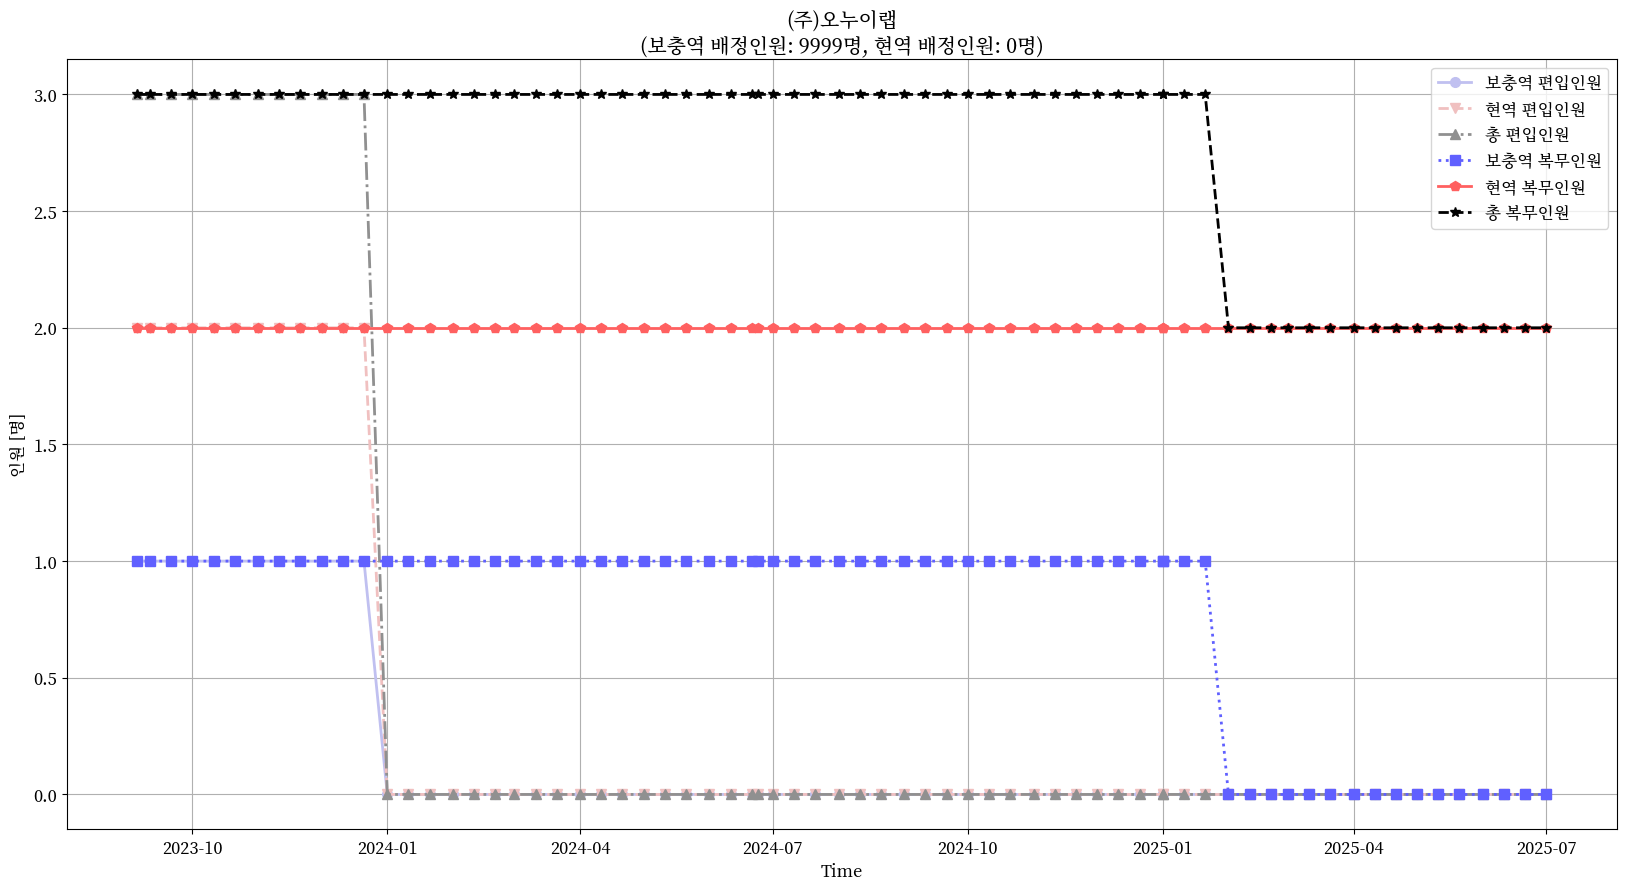 (주)오누이랩
(보충역 배정인원: 9999명, 현역 배정인원: 0명)
보충역 편입인원
현역 편입인원
총 편입인원
보충역 복무인원
현역 복무인원
총 복무인원
인원 [명]
3.0
2.5
2.0
1.5
1.0
0.5
0.0
2023-10
2024-01
2024-04
2024-07
2024-10
2025-01
2025-04
2025-07
Time